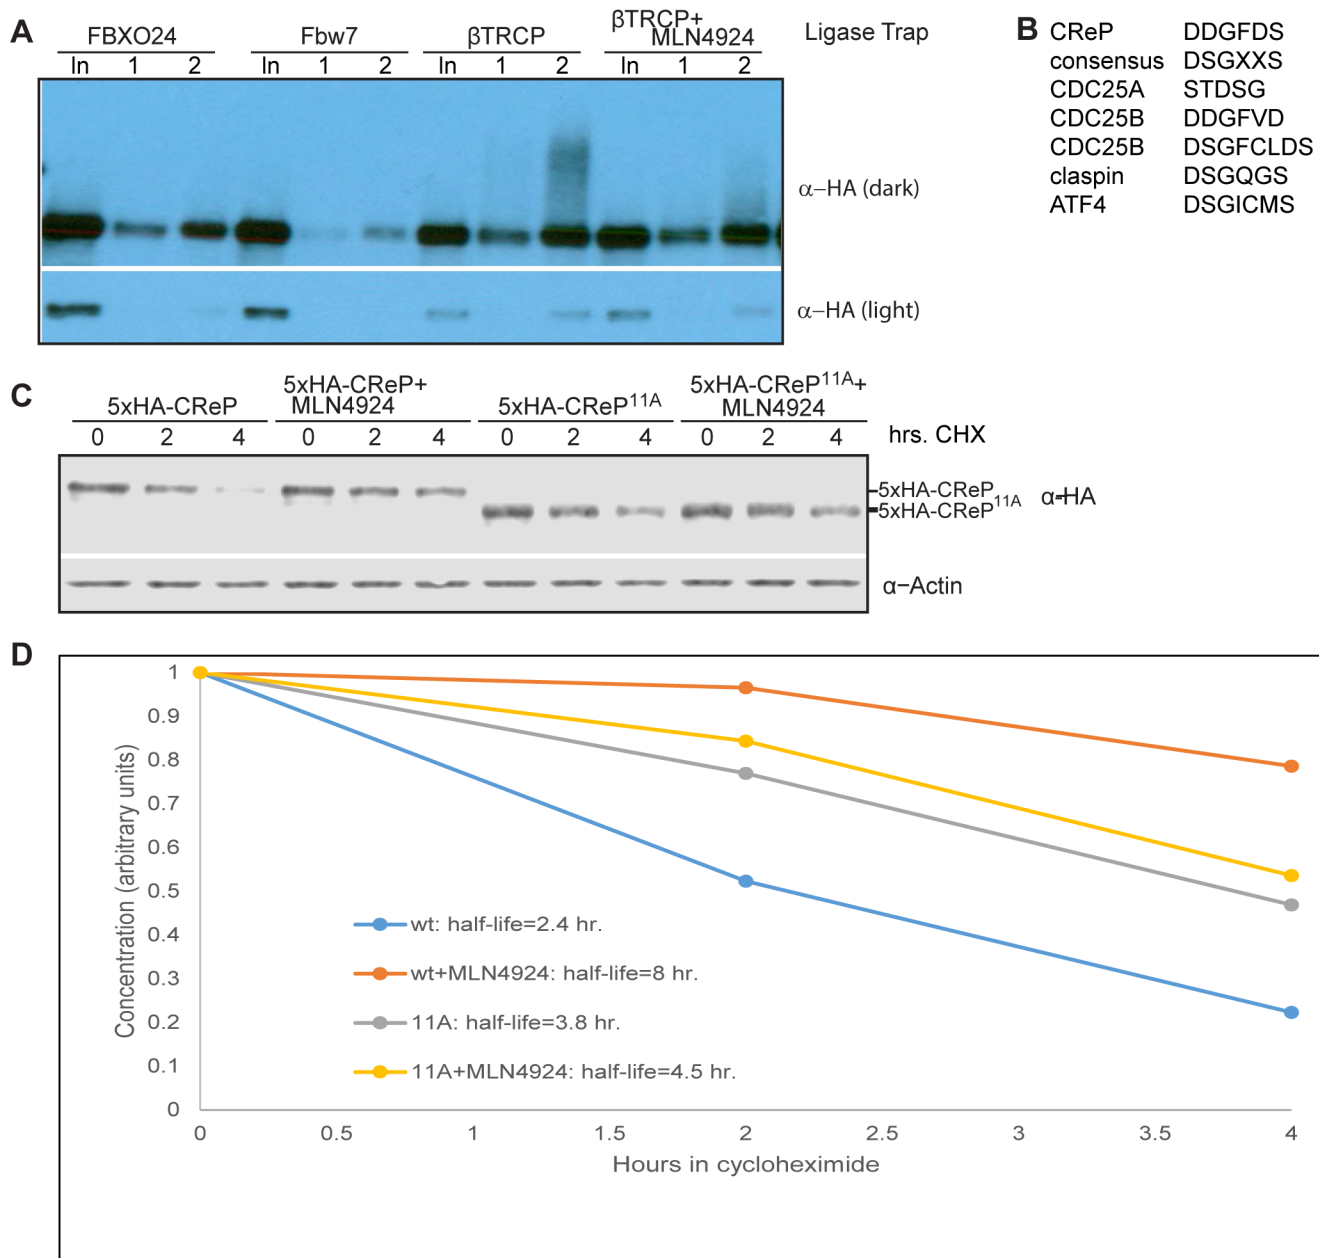 A
FBXO24 Fbw7 βTRCP βTRCP+ MLN4924 Ligase Trap
In 1 2 In 1 2 In 1 2 In 1 2
α−HA (dark)
α−HA (light)
B
CReP DDGFDS
consensus DSGXXS
CDC25A STDSG
CDC25B DDGFVD
CDC25B DSGFCLDS
claspin DSGQGS
ATF4 DSGICMS
C
5xHA-CReP 5xHA-CReP+ MLN4924 5xHA-CReP11A 5xHA-CReP11A+ MLN4924
0 2 4 0 2 4 0 2 4 0 2 4 hrs. CHX
5xHA-CReP
5xHA-CReP11A
α-HA
α−Actin
D
Concentration (arbitrary units)
1
0.9
0.8
0.7
0.6
0.5
0.4
0.3
0.2
0.1
0
wt: half-life=2.4 hr.
wt+MLN4924: half-life=8 hr.
11A: half-life=3.8 hr.
11A+MLN4924: half-life=4.5 hr.
0 0.5 1 1.5 2 2.5 3 3.5 4
Hours in cycloheximide